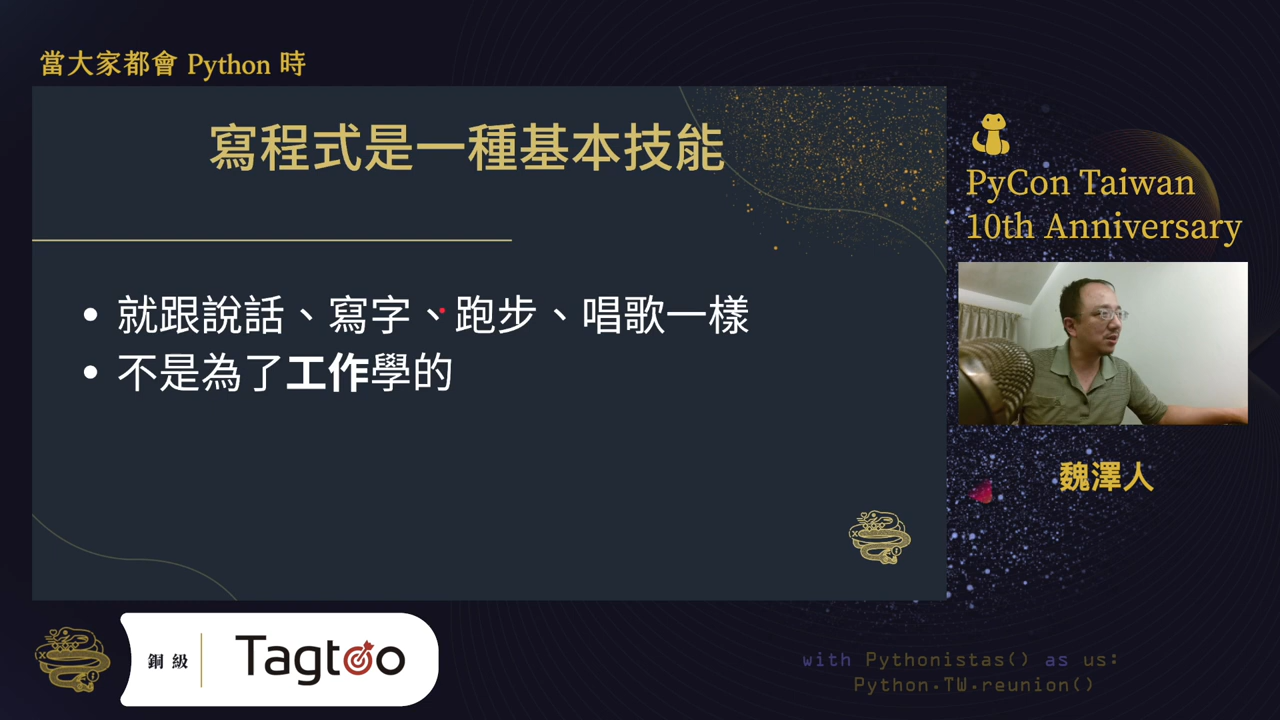 當大家都會 Python 時
寫程式是一種基本技能
就跟說話、寫字、跑步、唱歌一樣
不是為了工作學的
PyCon Taiwan
10th Anniversary
魏澤人
銅級
Tagtoo
with Pythonistas() as us:
Python.TW.reunion()